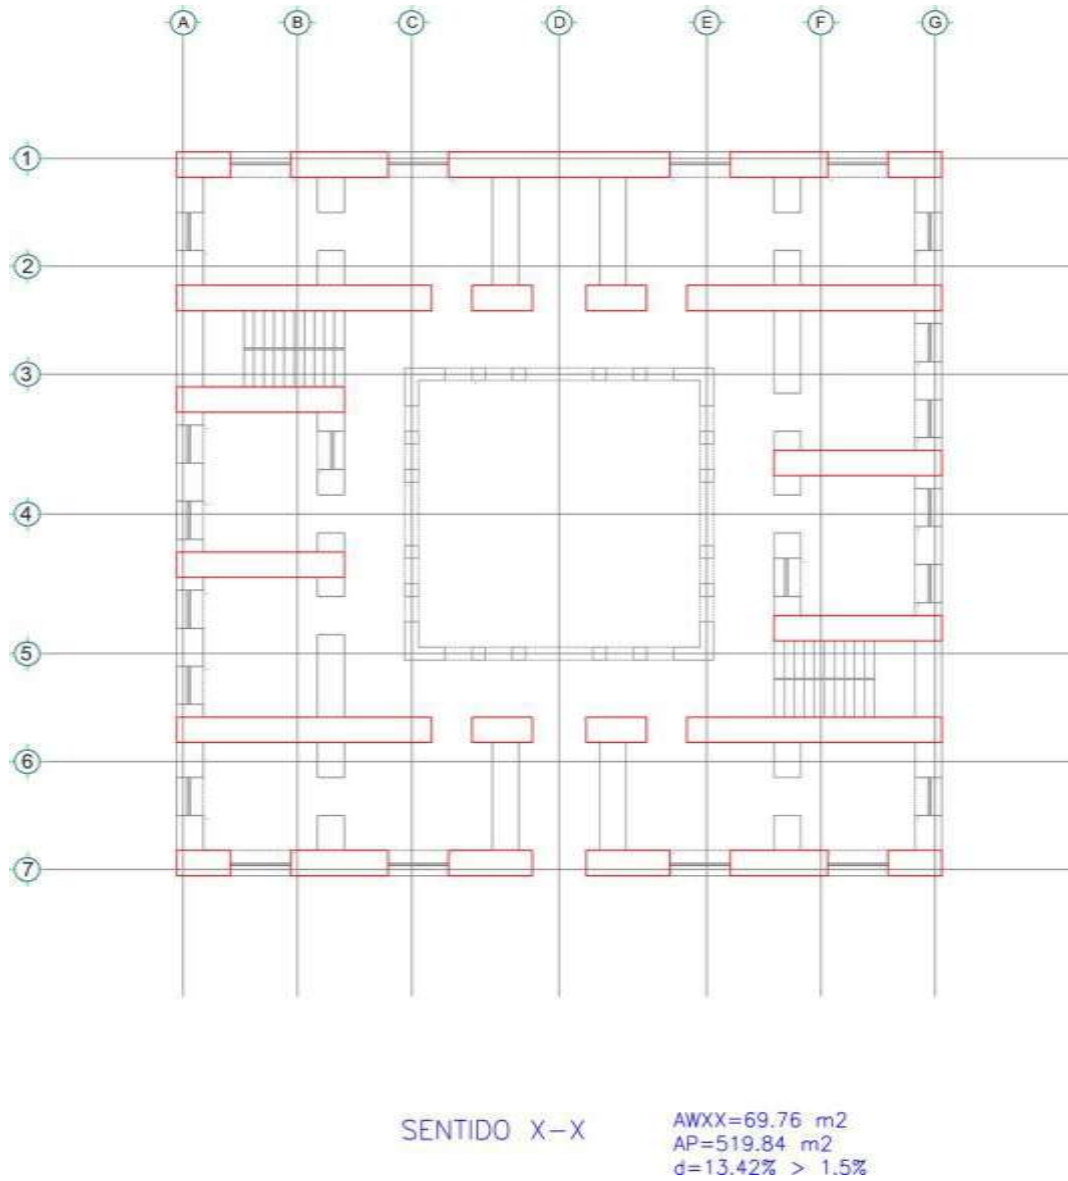 A B C D E F G
1
2
3
4
5
6
7
SENTIDO X-X
AWXX=69.76 m2
AP=519.84 m2
d=13.42% > 1.5%